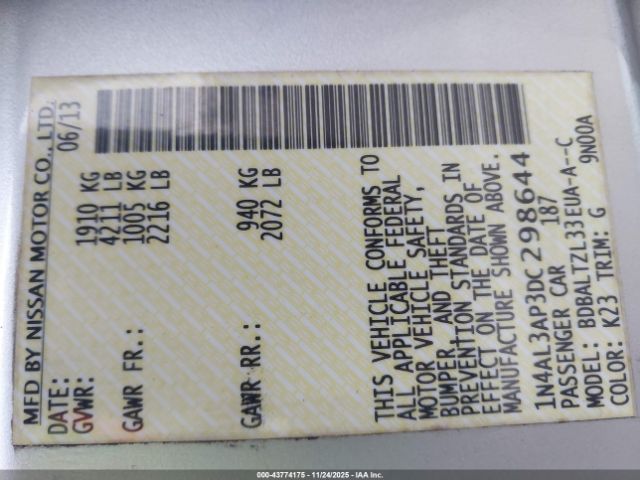 MFD BY NISSAN MOTOR CO., LTD.
DATE: 06/13
GVWR: 1910 KG
4211 LB
GAWR FR.: 1005 KG
2216 LB
GAWR RR.: 940 KG
2072 LB
THIS VEHICLE CONFORMS TO
ALL APPLICABLE FEDERAL
MOTOR VEHICLE SAFETY,
BUMPER AND THEFT
PREVENTION STANDARDS IN
EFFECT ON THE DATE OF
MANUFACTURE SHOWN ABOVE.
1N4AL3AP3DC298644
PASSENGER CAR 187
MODEL: BDBALTZL33EUA-A--C
COLOR: K23 TRIM: G 9N00A
000-43774175 - 11/24/2025 - IAA Inc.